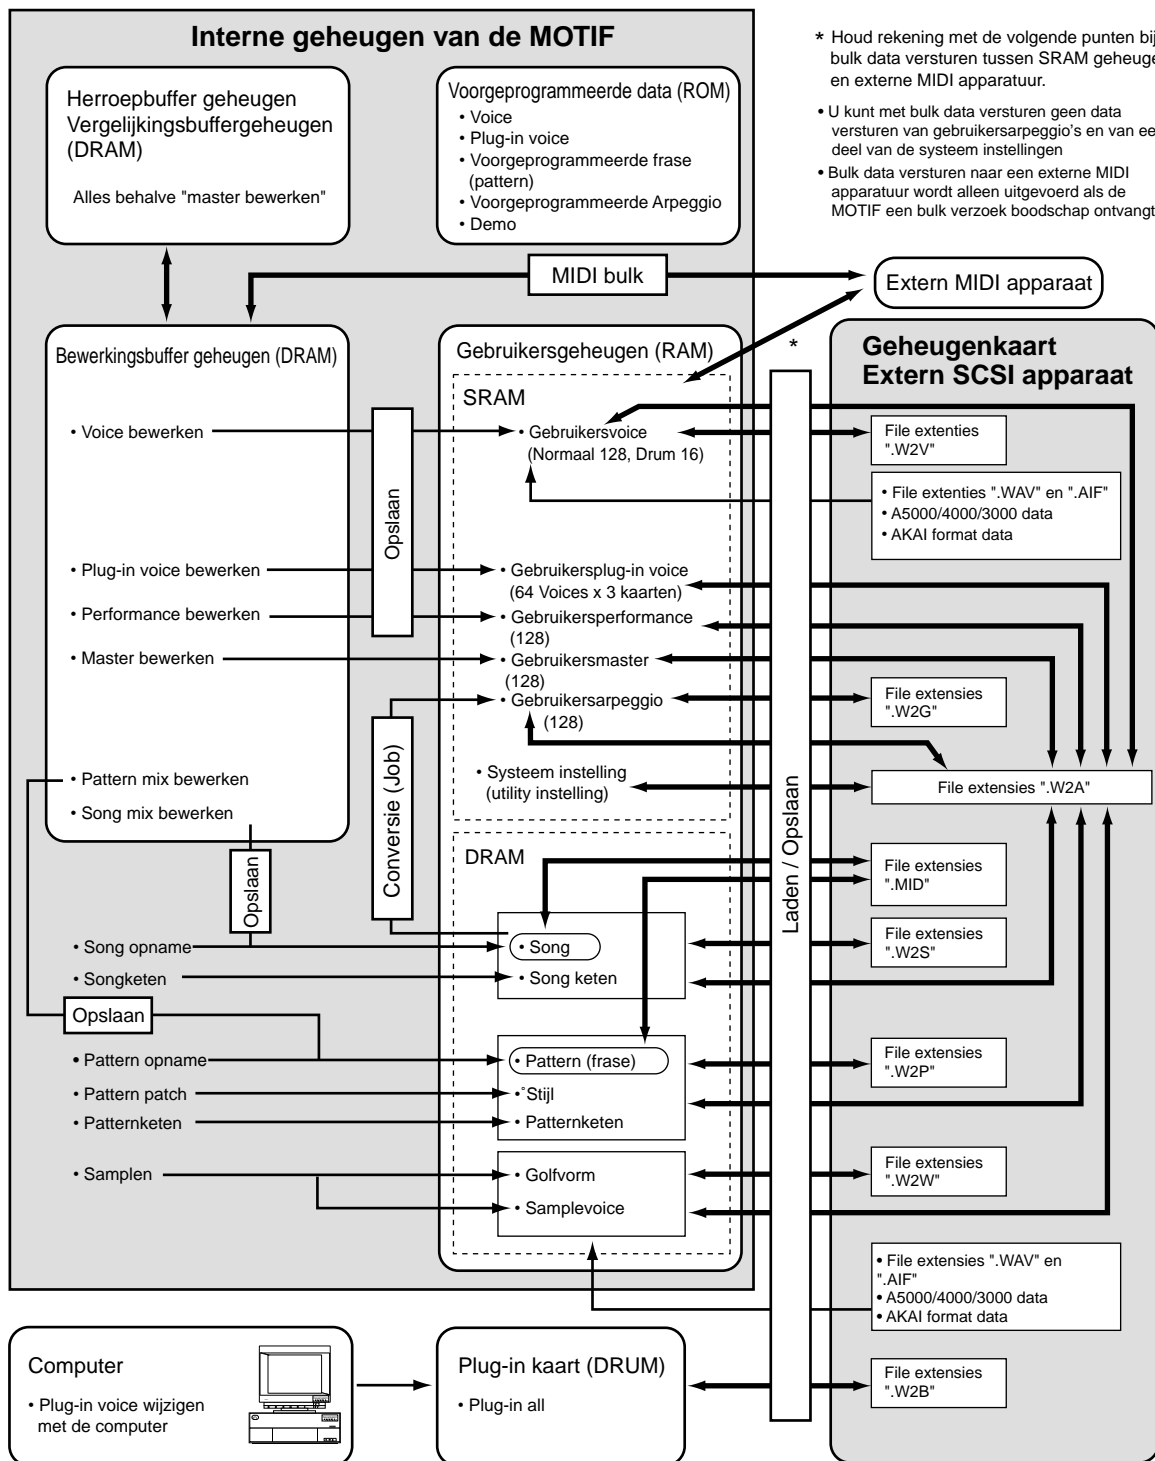 Interne geheugen van de MOTIF
Herroepbuffer geheugen
Vergelijkingsbuffergeheugen
(DRAM)
Alles behalve "master bewerken"
Voorgeprogrammeerde data (ROM)
• Voice
• Plug-in voice
• Voorgeprogrammeerde frase
(pattern)
• Voorgeprogrammeerde Arpeggio
• Demo
* Houd rekening met de volgende punten bij
bulk data versturen tussen SRAM geheuge
en externe MIDI apparatuur.
• U kunt met bulk data versturen geen data
versturen van gebruikersarpeggio's en van ee
deel van de systeem instellingen
• Bulk data versturen naar een externe MIDI
apparatuur wordt alleen uitgevoerd als de
MOTIF een bulk verzoek boodschap ontvangt
MIDI bulk
Extern MIDI apparaat
Bewerkingsbuffer geheugen (DRAM)
• Voice bewerken
• Plug-in voice bewerken
• Performance bewerken
• Master bewerken
• Pattern mix bewerken
• Song mix bewerken
Opslaan
Opslaan
Conversie (Job)
• Song opname
• Songketen
Opslaan
• Pattern opname
• Pattern patch
• Patternketen
• Samplen
Gebruikersgeheugen (RAM)
SRAM
• Gebruikersvoice
(Normaal 128, Drum 16)
• Gebruikersplug-in voice
(64 Voices x 3 kaarten)
• Gebruikersperformance
(128)
• Gebruikersmaster
(128)
• Gebruikersarpeggio
(128)
• Systeem instelling
(utility instelling)
DRAM
• Song
• Song keten
• Pattern (frase)
•°Stijl
• Patternketen
• Golfvorm
• Samplevoice
*
Laden / Opslaan
Geheugenkaart
Extern SCSI apparaat
File extenties
".W2V"
• File extenties ".WAV" en ".AIF"
• A5000/4000/3000 data
• AKAI format data
File extensies
".W2G"
File extensies ".W2A"
File extensies
".MID"
File extensies
".W2S"
File extensies
".W2P"
File extensies
".W2W"
• File extensies ".WAV" en
".AIF"
• A5000/4000/3000 data
• AKAI format data
File extensies
".W2B"
Computer
• Plug-in voice wijzigen
met de computer
Plug-in kaart (DRUM)
• Plug-in all